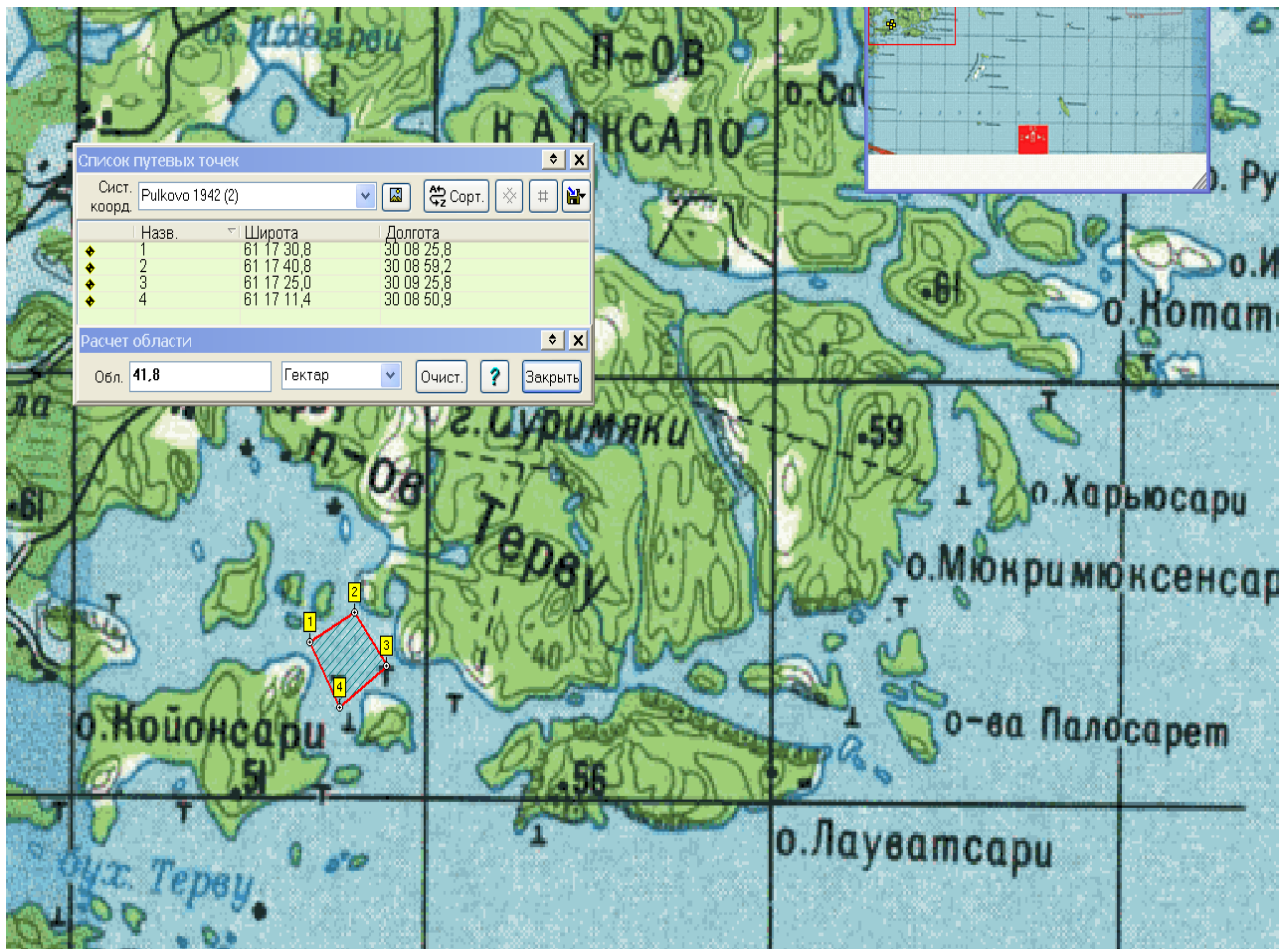 оз. Ихоярви
П-ОВ
КАЛКСАЛО
о.
Список путевых точек
Сист. коорд. Pulkovo 1942 (2) Сорт.
Назв. Широта Долгота
1 61 17 30,8 30 08 25,8
2 61 17 40,8 30 08 59,2
3 61 17 25,0 30 09 25,8
4 61 17 11,4 30 08 50,9
Расчет области
Обл. 41,8 Гектар Очист. ? Закрыть
61
г. Суримяки
59
П-ов
Терву
61
о.Харьюсари
40
1
2
3
4
о.Койонсари
51
56
о-ва Палосарет
о.Лауватсари
бух. Терву